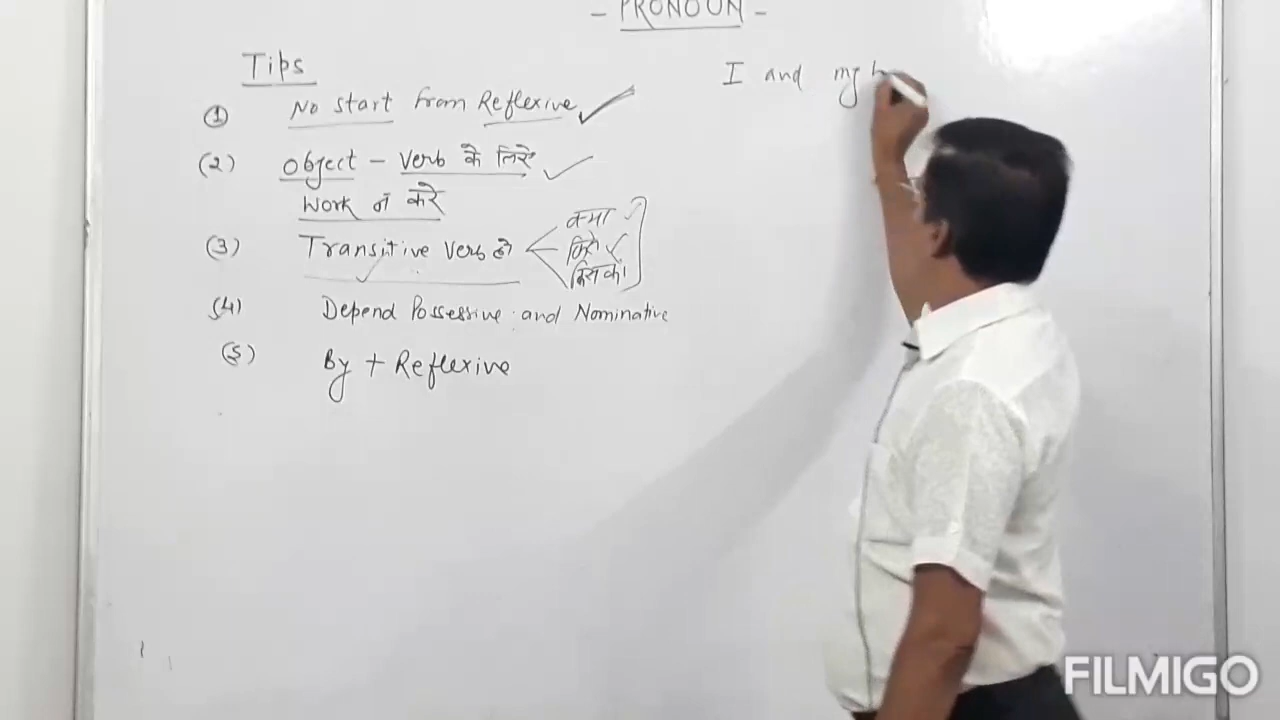 - PRONOUN -
Tips
(1) No start from Reflexive
(2) Object - Verb के लिये
Work न करे
(3) Transitive Verb हो
क्या
किसे
किसको
(4) Depend Possessive and Nominative
(5) By + Reflexive
I and my
FILMIGO